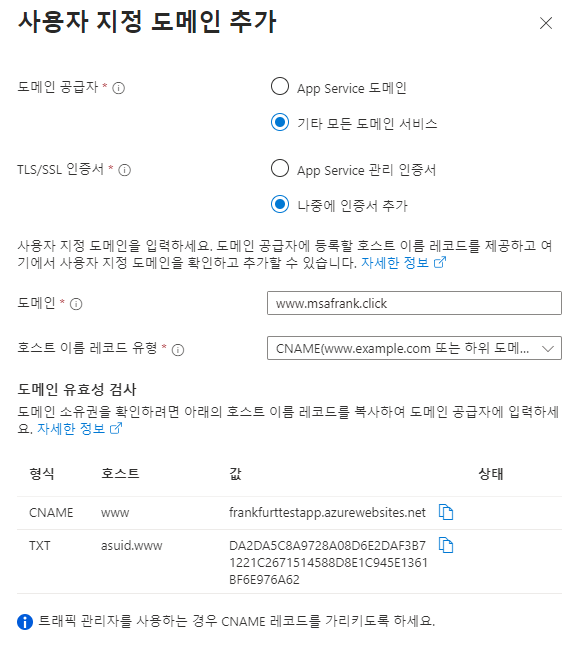 사용자 지정 도메인 추가
도메인 공급자 *
App Service 도메인
기타 모든 도메인 서비스
TLS/SSL 인증서 *
App Service 관리 인증서
나중에 인증서 추가
사용자 지정 도메인을 입력하세요. 도메인 공급자에 등록할 호스트 이름 레코드를 제공하고 여
기에서 사용자 지정 도메인을 확인하고 추가할 수 있습니다. 자세한 정보
도메인 *
www.msafrank.click
호스트 이름 레코드 유형 *
CNAME(www.example.com 또는 하위 도메...
도메인 유효성 검사
도메인 소유권을 확인하려면 아래의 호스트 이름 레코드를 복사하여 도메인 공급자에 입력하세
요. 자세한 정보
형식 호스트 값 상태
CNAME www frankfurttestapp.azurewebsites.net
TXT asuid.www DA2DA5C8A9728A08D6E2DAF3B7
1221C2671514588D8E1C945E1361
BF6E976A62
트래픽 관리자를 사용하는 경우 CNAME 레코드를 가리키도록 하세요.